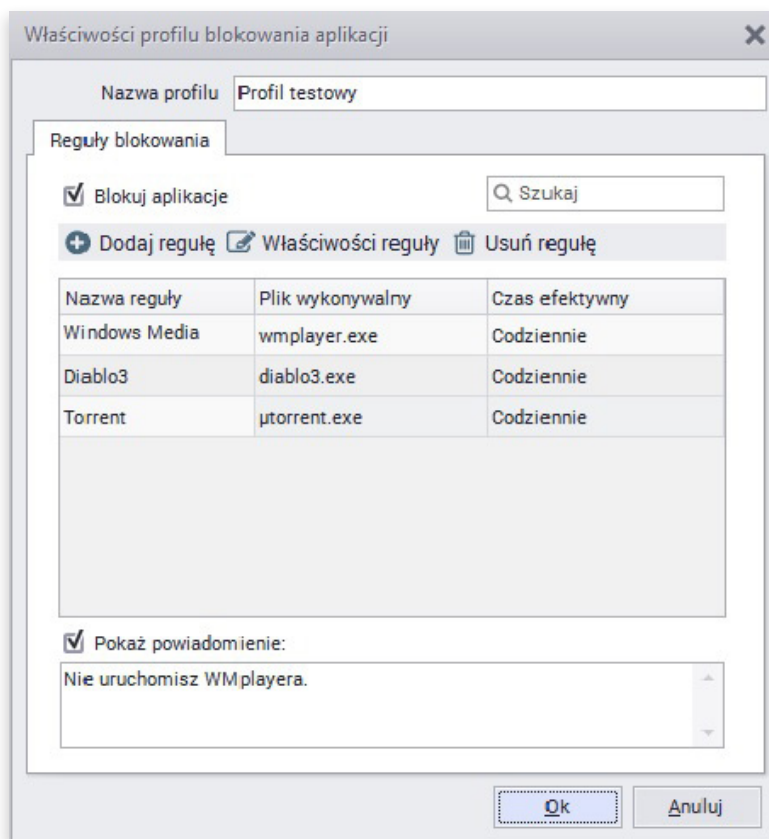 Właściwości profilu blokowania aplikacji
Nazwa profilu Profil testowy
Reguły blokowania
Blokuj aplikacje Szukaj
Dodaj regułę Właściwości reguły Usuń regułę
Nazwa reguły Plik wykonywalny Czas efektywny
Windows Media wmplayer.exe Codziennie
Diablo3 diablo3.exe Codziennie
Torrent µtorrent.exe Codziennie
Pokaż powiadomienie:
Nie uruchomisz WMplayera.
Ok Anuluj